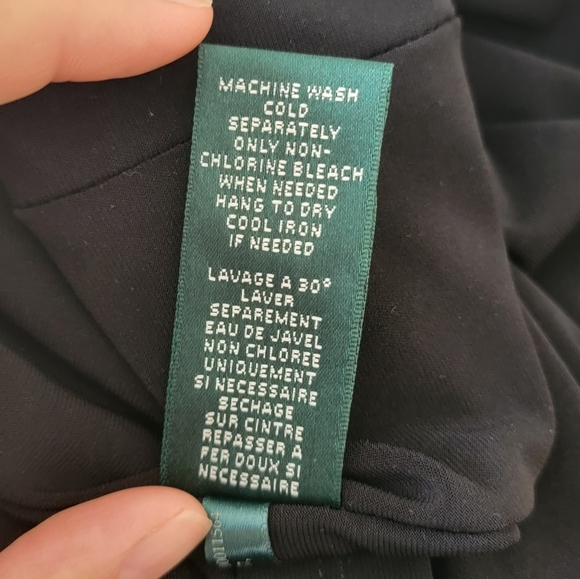 MACHINE WASH
COLD
SEPARATELY
ONLY NON-
CHLORINE BLEACH
WHEN NEEDED
HANG TO DRY
COOL IRON
IF NEEDED
LAVAGE A 30°
LAVER
SEPAREMENT
EAU DE JAVEL
NON CHLOREE
UNIQUEMENT
SI NECESSAIRE
SECHAGE
SUR CINTRE
REPASSER A
FER DOUX SI
NECESSAIRE